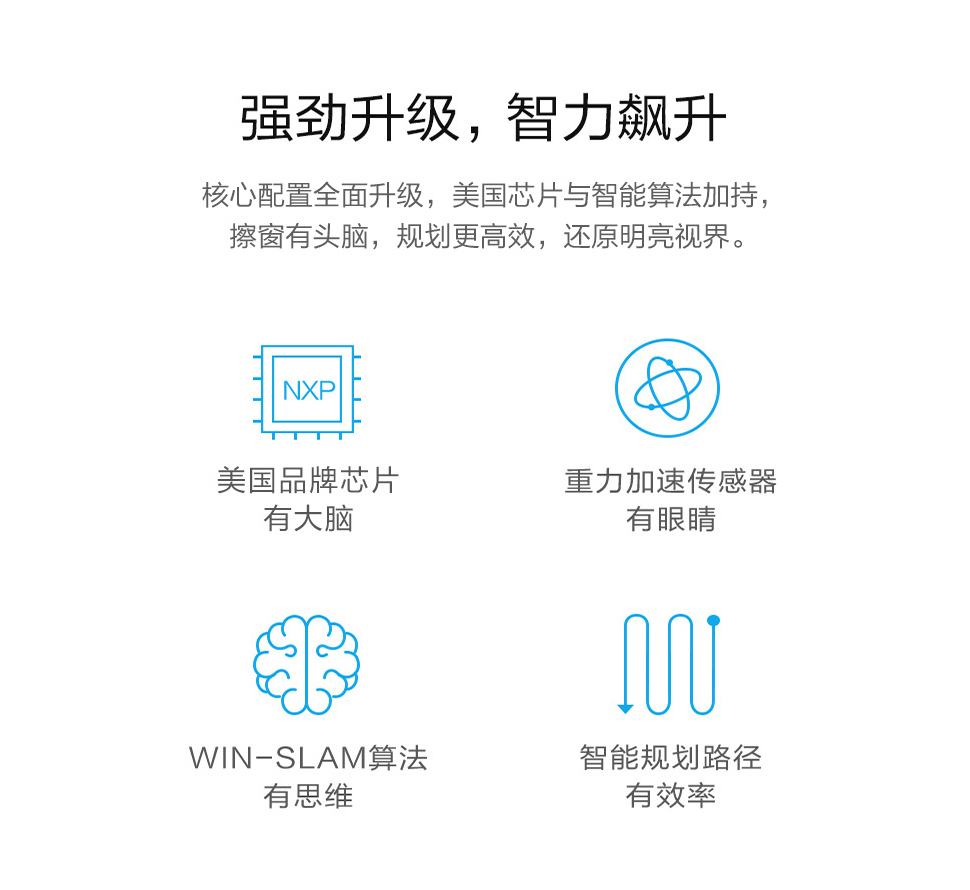 强劲升级，智力飙升
核心配置全面升级，美国芯片与智能算法加持，
擦窗有头脑，规划更高效，还原明亮视界。
NXP
美国品牌芯片
有大脑
重力加速传感器
有眼睛
WIN-SLAM算法
有思维
智能规划路径
有效率